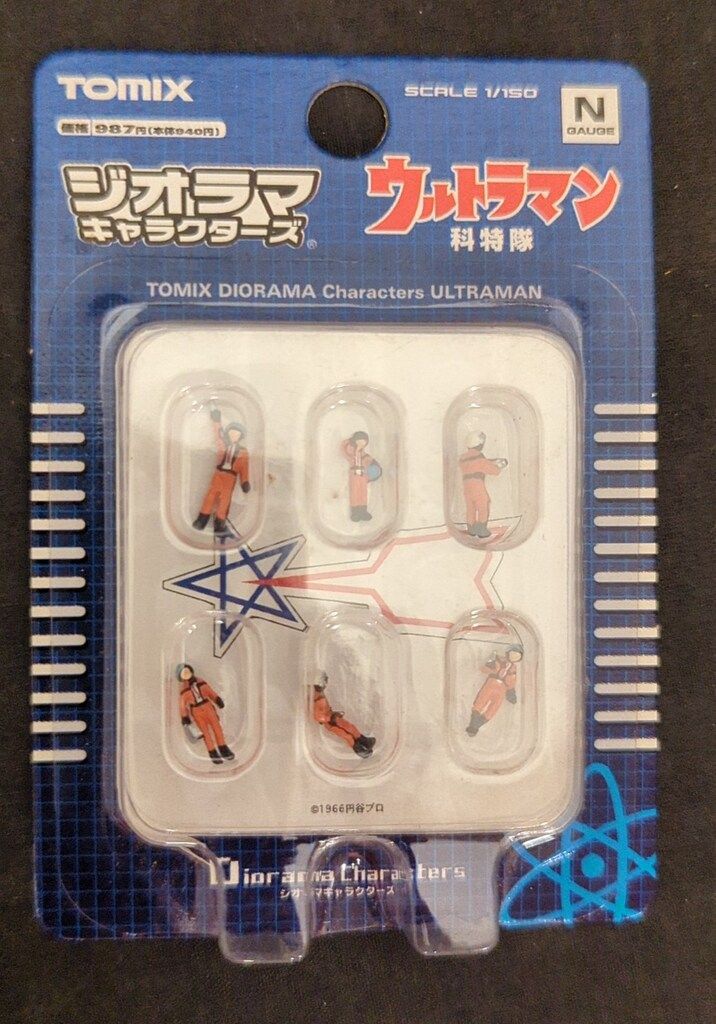 TOMIX
SCALE 1/150
N
GAUGE
価格 987円(本体940円)
ジオラマ
キャラクターズ®
ウルトラマン
科特隊
TOMIX DIORAMA Characters ULTRAMAN
©1966円谷プロ
Diorama Characters
ジオラマキャラクターズ